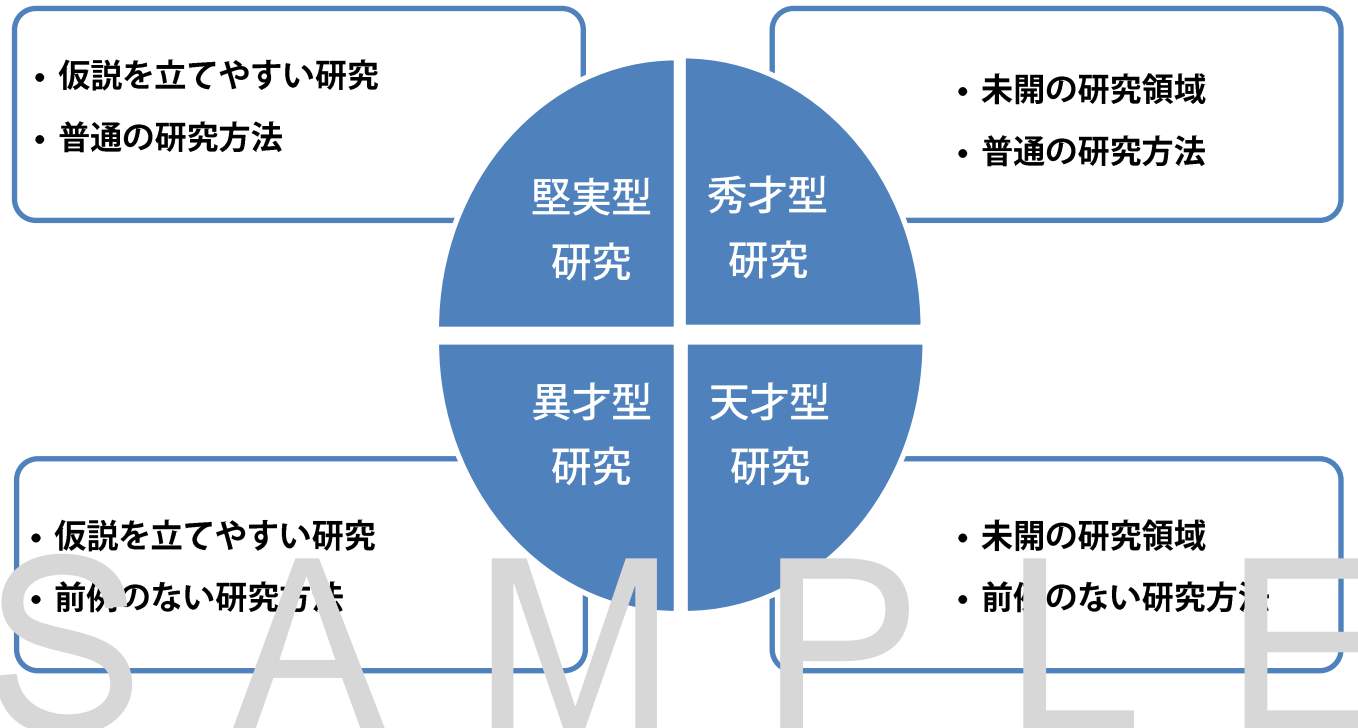 • 仮説を立てやすい研究
• 普通の研究方法
• 未開の研究領域
• 普通の研究方法
堅実型
研究
秀才型
研究
異才型
研究
天才型
研究
• 仮説を立てやすい研究
• 前例のない研究方法
• 未開の研究領域
• 前例のない研究方法
SAMPLE